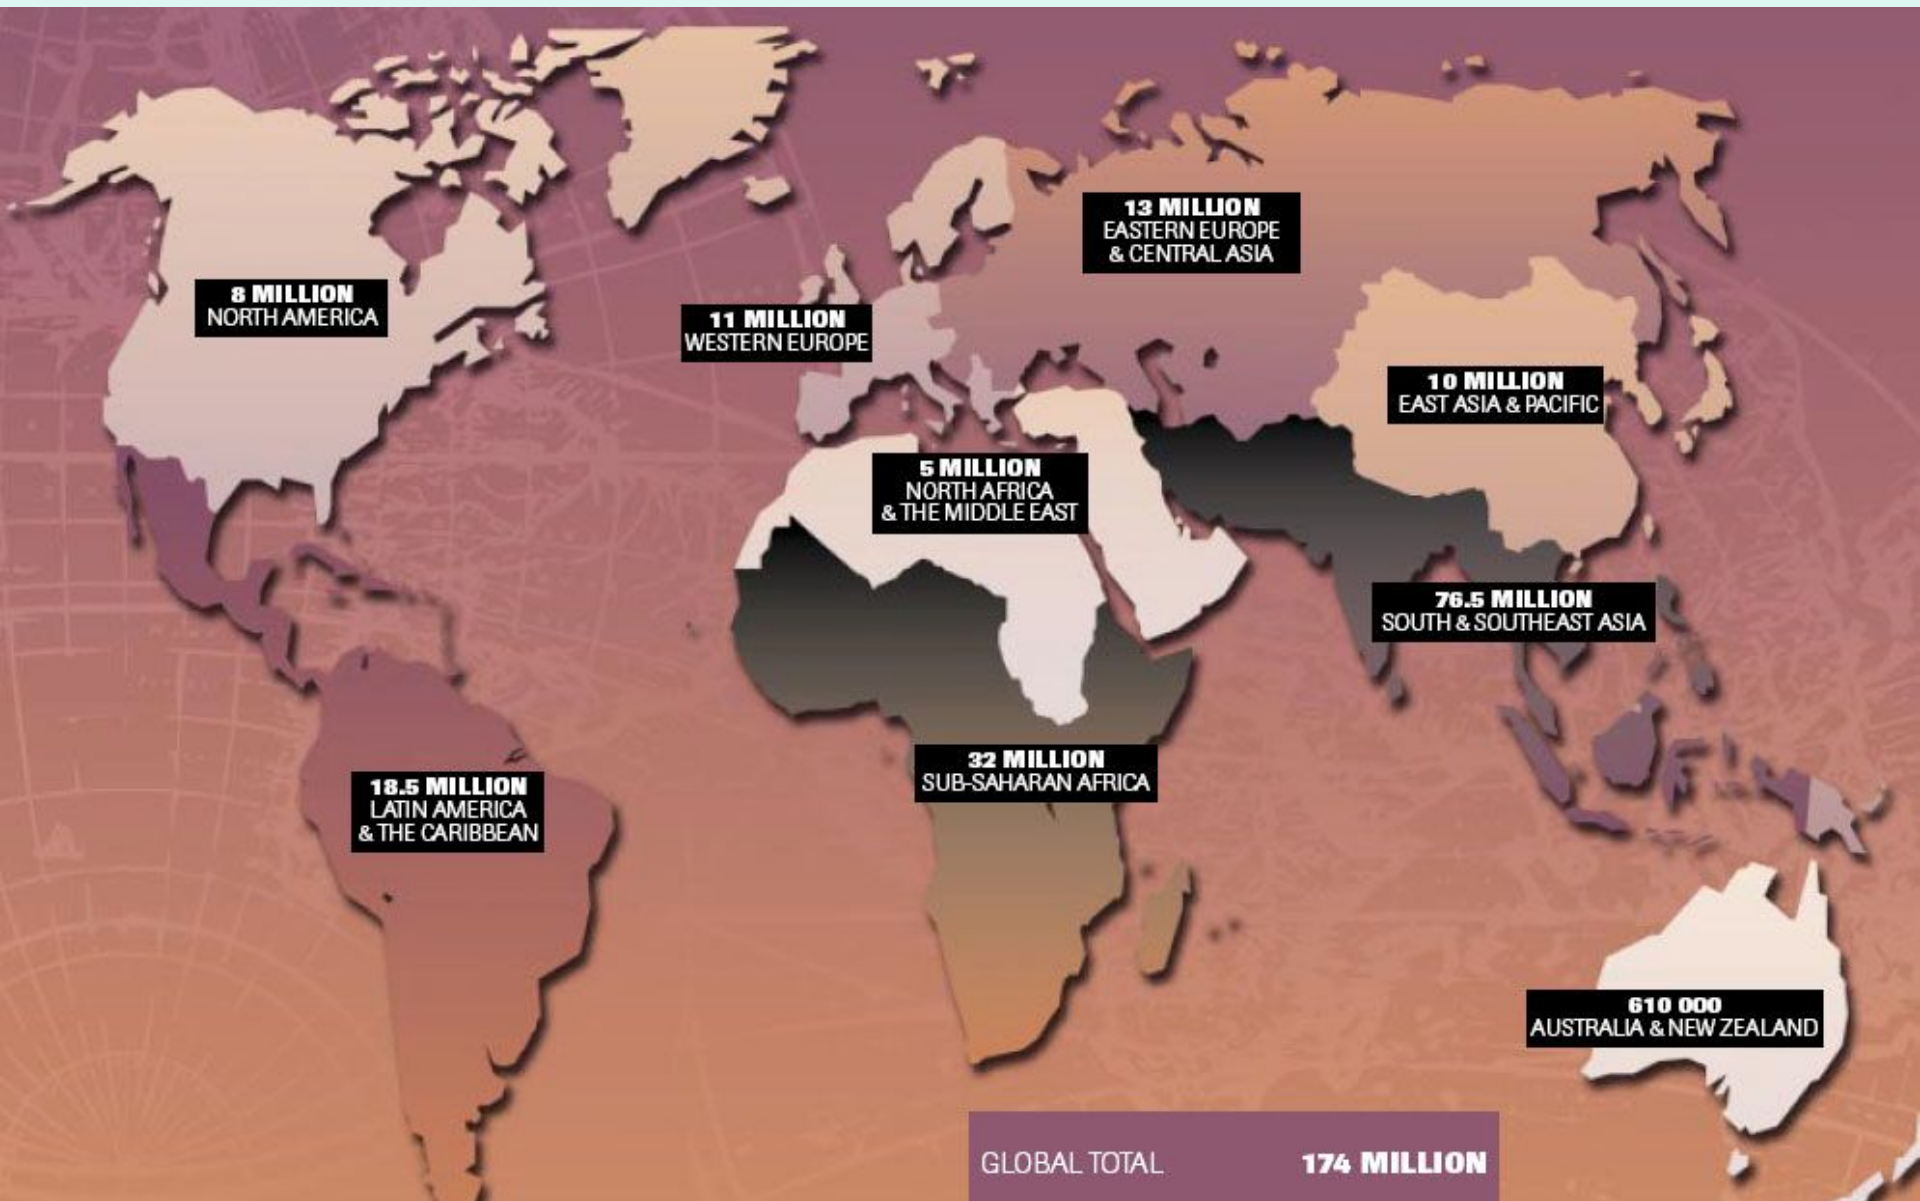 13 MILLION
EASTERN EUROPE
& CENTRAL ASIA
8 MILLION
NORTH AMERICA
11 MILLION
WESTERN EUROPE
10 MILLION
EAST ASIA & PACIFIC
5 MILLION
NORTH AFRICA
& THE MIDDLE EAST
76.5 MILLION
SOUTH & SOUTHEAST ASIA
32 MILLION
SUB-SAHARAN AFRICA
18.5 MILLION
LATIN AMERICA
& THE CARIBBEAN
610 000
AUSTRALIA & NEW ZEALAND
GLOBAL TOTAL 174 MILLION